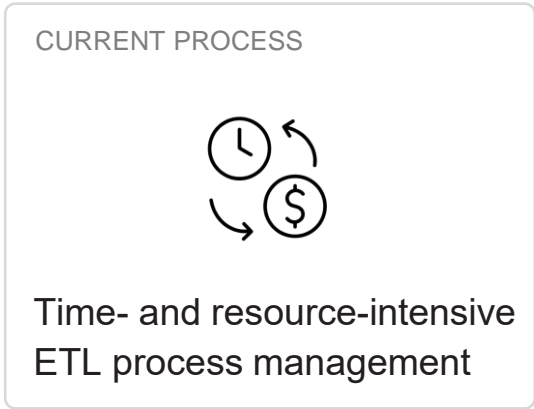 CURRENT PROCESS
$
Time- and resource-intensive
ETL process management